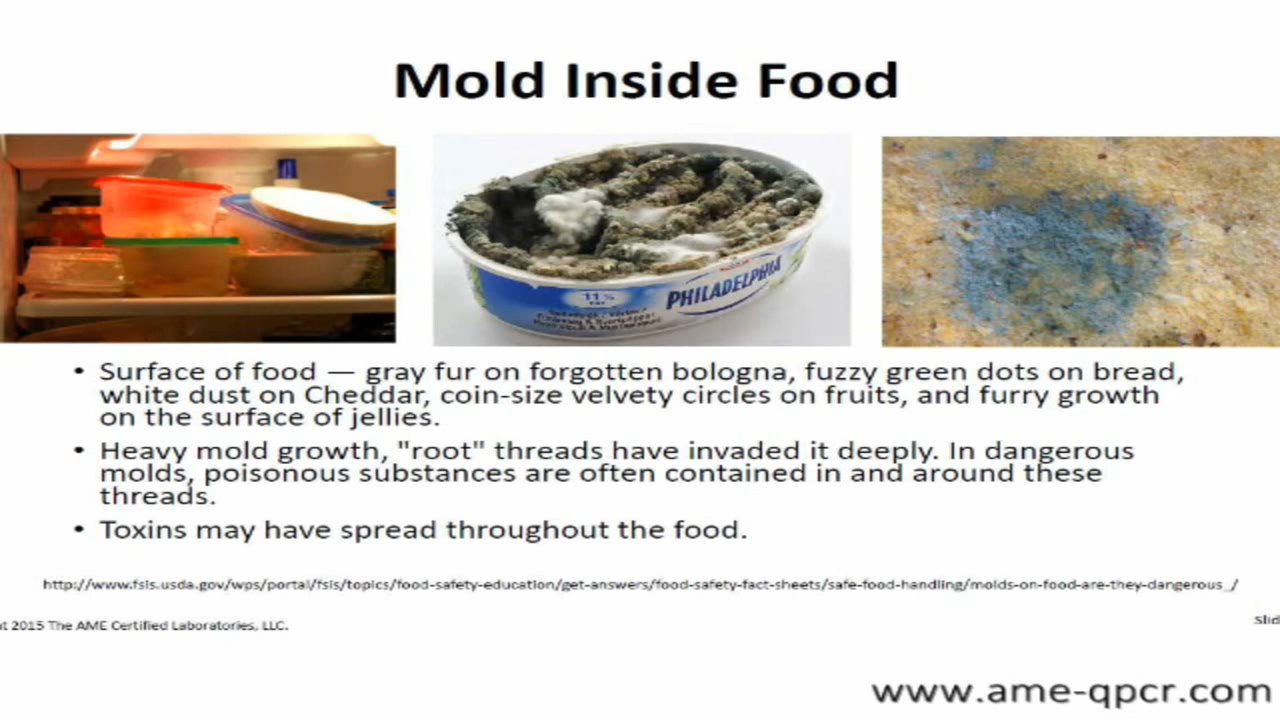 Mold Inside Food
11%
PHILADELPHIA
• Surface of food — gray fur on forgotten bologna, fuzzy green dots on bread,
white dust on Cheddar, coin-size velvety circles on fruits, and furry growth
on the surface of jellies.
• Heavy mold growth, "root" threads have invaded it deeply. In dangerous
molds, poisonous substances are often contained in and around these
threads.
• Toxins may have spread throughout the food.
http://www.fsis.usda.gov/wps/portal/fsis/topics/food-safety-education/get-answers/food-safety-fact-sheets/safe-food-handling/molds-on-food-are-they-dangerous_/
2015 The AME Certified Laboratories, LLC.
Slid
www.ame-qpcr.com